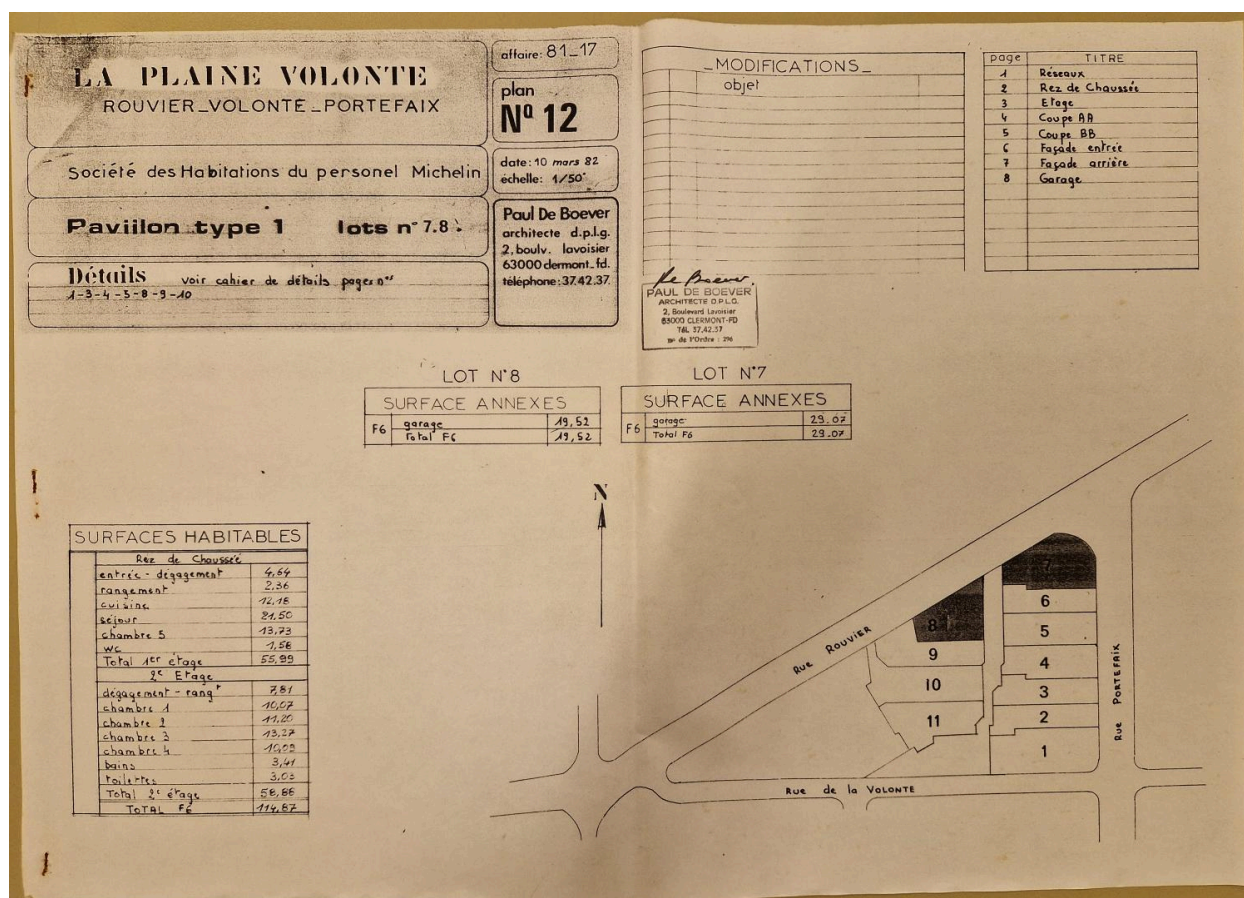 LA PLAINE VOLONTE
ROUVIER_VOLONTE_PORTEFAIX
Société des Habitations du personel Michelin
Paviilon type 1 lots n° 7.8
Détails voir cahier de détails pages nos
1-3-4-5-8-9-10
affaire: 81_17
plan
No 12
date: 10 mars 82
échelle: 1/50°
Paul De Boever
architecte d.p.l.g.
2, boulv. lavoisier
63000 clermont_fd.
téléphone: 37.42.37.
_MODIFICATIONS_
objet
PAUL DE BOEVER
ARCHITECTE D.P.L.G.
2, Boulevard Lavoisier
63000 CLERMONT-FD
Tél. 37.42.37
no de l'Ordre : 296
page TITRE
1 Réseaux
2 Rez de Chaussée
3 Etage
4 Coupe AA
5 Coupe BB
6 Façade entrée
7 Façade arrière
8 Garage
LOT N°8
SURFACE ANNEXES
F6 garage 19,52
Total F6 19,52
LOT N°7
SURFACE ANNEXES
F6 garage 29.07
Total F6 29.07
SURFACES HABITABLES
Rez de Chaussée
entrée - dégagement 4,64
rangement 2,36
cuisine 12,18
séjour 21,50
chambre 5 13,73
wc 1,58
Total 1er étage 55,99
2e Etage
dégagement - rangt 7,81
chambre 1 10,07
chambre 2 11,20
chambre 3 13,27
chambre 4 10,09
bains 3,41
toilettes 3,03
Total 2e étage 58,88
TOTAL F6 114,87
N
7
6
8
5
9
4
10
3
11
2
1
Rue ROUVIER
Rue PORTEFAIX
Rue de la VOLONTE